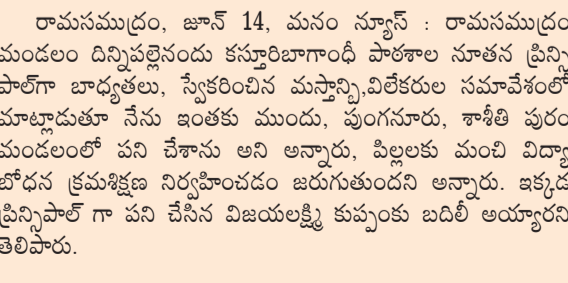 రామసముద్రం, జూన్ 14, మనం న్యూస్ : రామసముద్రం
మండలం దిన్నిపల్లెనందు కస్తూరిబాగాంధీ పాఠశాల నూతన ప్రిన్సి
పాల్‌గా బాధ్యతలు, స్వేకరించిన మస్తాన్బి,విలేకరుల సమావేశంలో
మాట్లాడుతూ నేను ఇంతకు ముందు, పుంగనూరు, శాశీతి పురం
మండలంలో పని చేశాను అని అన్నారు, పిల్లలకు మంచి విద్యా
బోధన క్రమశిక్షణ నిర్వహించడం జరుగుతుందని అన్నారు. ఇక్కడ
ప్రిన్సిపాల్ గా పని చేసిన విజయలక్ష్మి కుప్పంకు బదిలీ అయ్యారని
తెలిపారు.